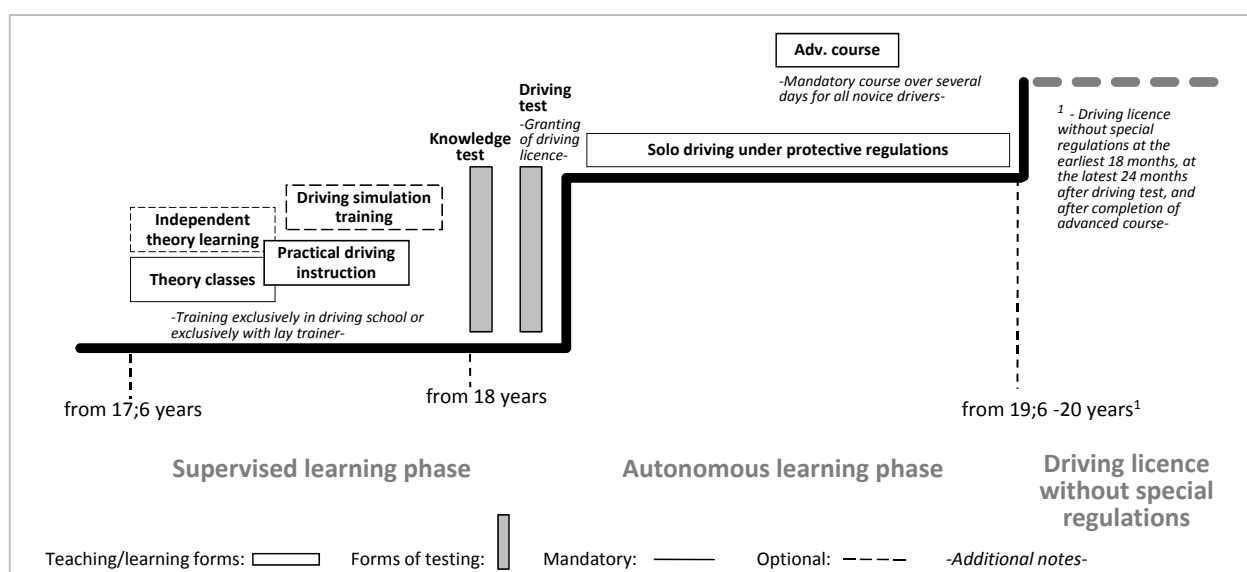 Adv. course
-Mandatory course over several
days for all novice drivers-
Driving
test
-Granting
of driving
licence-
Knowledge
test
Solo driving under protective regulations
1 - Driving licence
without special
regulations at the
earliest 18 months, at
the latest 24 months
after driving test, and
after completion of
advanced course-
Driving simulation
training
Independent
theory learning
Practical driving
instruction
Theory classes
-Training exclusively in driving school or
exclusively with lay trainer-
from 17;6 years
from 18 years
from 19;6 -20 years1
Supervised learning phase
Autonomous learning phase
Driving licence
without special
regulations
Teaching/learning forms:
Forms of testing:
Mandatory:
Optional:
-Additional notes-